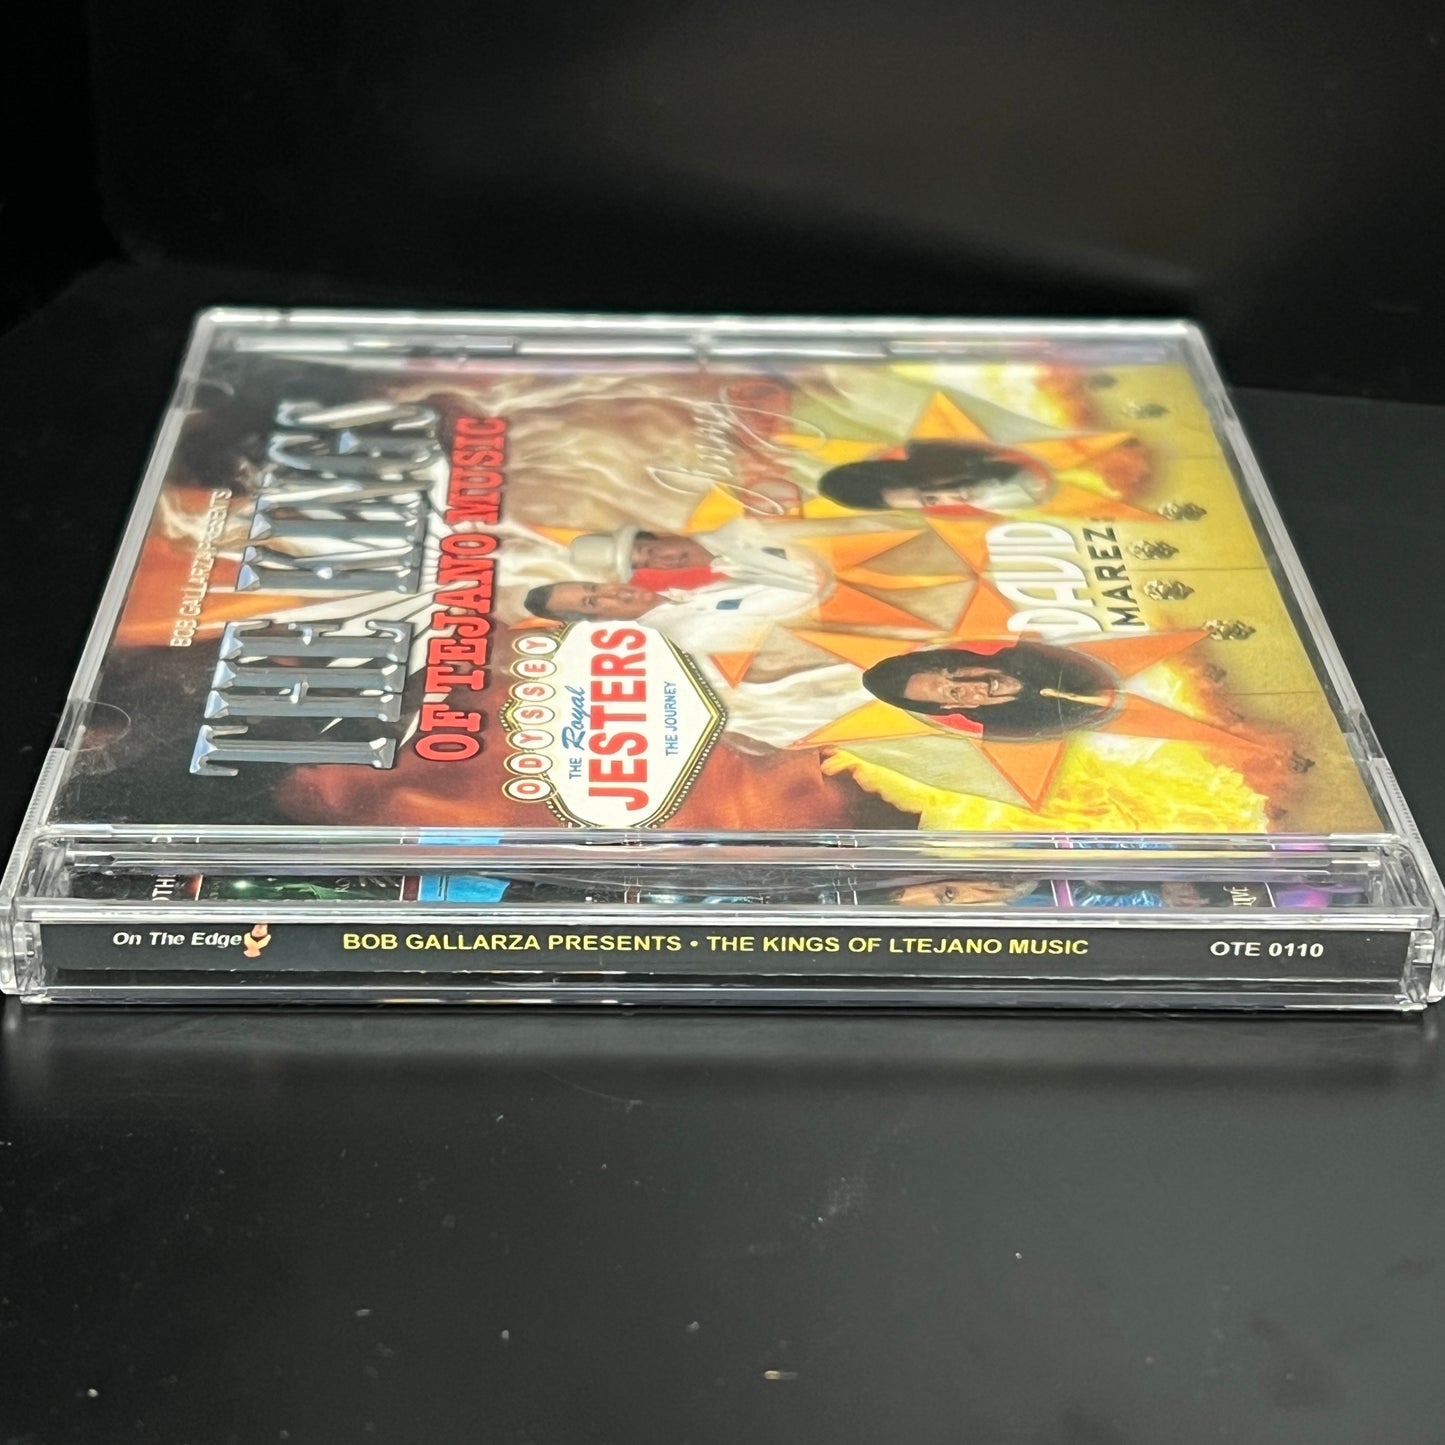 BOB GALLARZA PRESENTS
THE KINGS
OF TEJANO MUSIC
ODYSSEY
THE Royal
JESTERS
THE JOURNEY
Jimmy
DAVID
MAREZ
On The Edge
BOB GALLARZA PRESENTS • THE KINGS OF LTEJANO MUSIC
OTE 0110